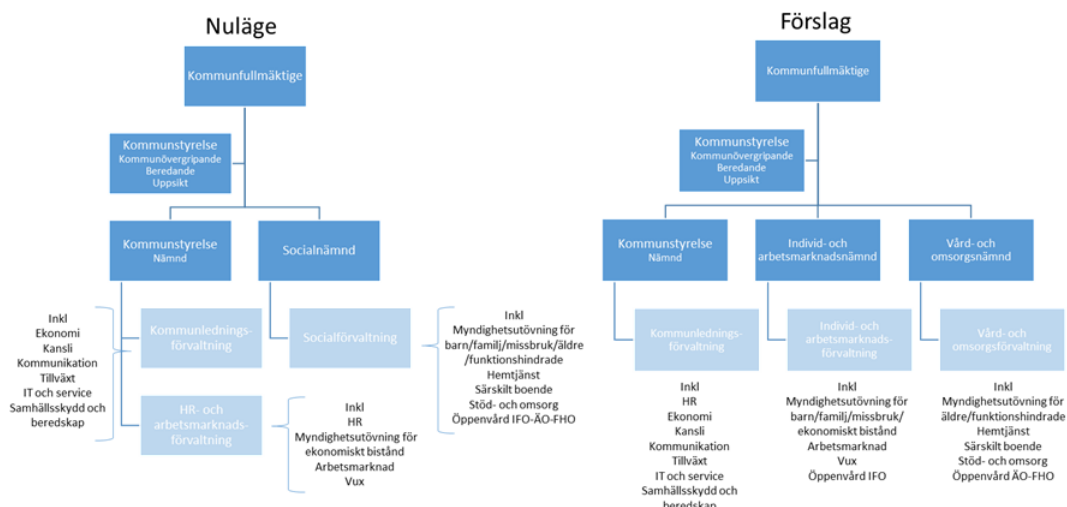 Nuläge
Kommunfullmäktige
Kommunstyrelse
Kommunövergripande
Beredande
Uppsikt
Kommunstyrelse
Nämnd
Socialnämnd
Kommunlednings-
förvaltning
Socialförvaltning
HR- och
arbetsmarknads-
förvaltning
Inkl
Ekonomi
Kansli
Kommunikation
Tillväxt
IT och service
Samhällsskydd och
beredskap
Inkl
HR
Myndighetsutövning för
ekonomiskt bistånd
Arbetsmarknad
Vux
Inkl
Myndighetsutövning för
barn/familj/missbruk/äldre
/funktionshindrade
Hemtjänst
Särskilt boende
Stöd- och omsorg
Öppenvård IFO-ÄO-FHO
Förslag
Kommunfullmäktige
Kommunstyrelse
Kommunövergripande
Beredande
Uppsikt
Kommunstyrelse
Nämnd
Individ- och
arbetsmarknadsnämnd
Vård- och
omsorgsnämnd
Kommunlednings-
förvaltning
Individ- och
arbetsmarknads-
förvaltning
Vård- och
omsorgsförvaltning
Inkl
HR
Ekonomi
Kansli
Kommunikation
Tillväxt
IT och service
Samhällsskydd och
beredskap
Inkl
Myndighetsutövning för
barn/familj/missbruk/
ekonomiskt bistånd
Arbetsmarknad
Vux
Öppenvård IFO
Inkl
Myndighetsutövning för
äldre/funktionshindrade
Hemtjänst
Särskilt boende
Stöd- och omsorg
Öppenvård ÄO-FHO